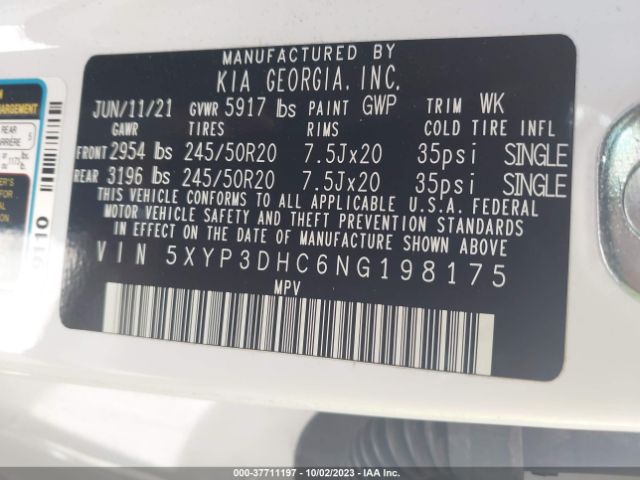 MANUFACTURED BY
KIA GEORGIA, INC.
JUN/11/21 GVWR 5917 lbs PAINT GWP TRIM WK
GAWR TIRES RIMS COLD TIRE INFL
FRONT 2954 lbs 245/50R20 7.5Jx20 35psi SINGLE
REAR 3196 lbs 245/50R20 7.5Jx20 35psi SINGLE
THIS VEHICLE CONFORMS TO ALL APPLICABLE U.S.A. FEDERAL
MOTOR VEHICLE SAFETY AND THEFT PREVENTION STANDARDS
IN EFFECT ON THE DATE OF MANUFACTURE SHOWN ABOVE.
VIN 5XYP3DHC6NG198175
MPV
REAR 5
9110
000-37711197 - 10/02/2023 - IAA Inc.